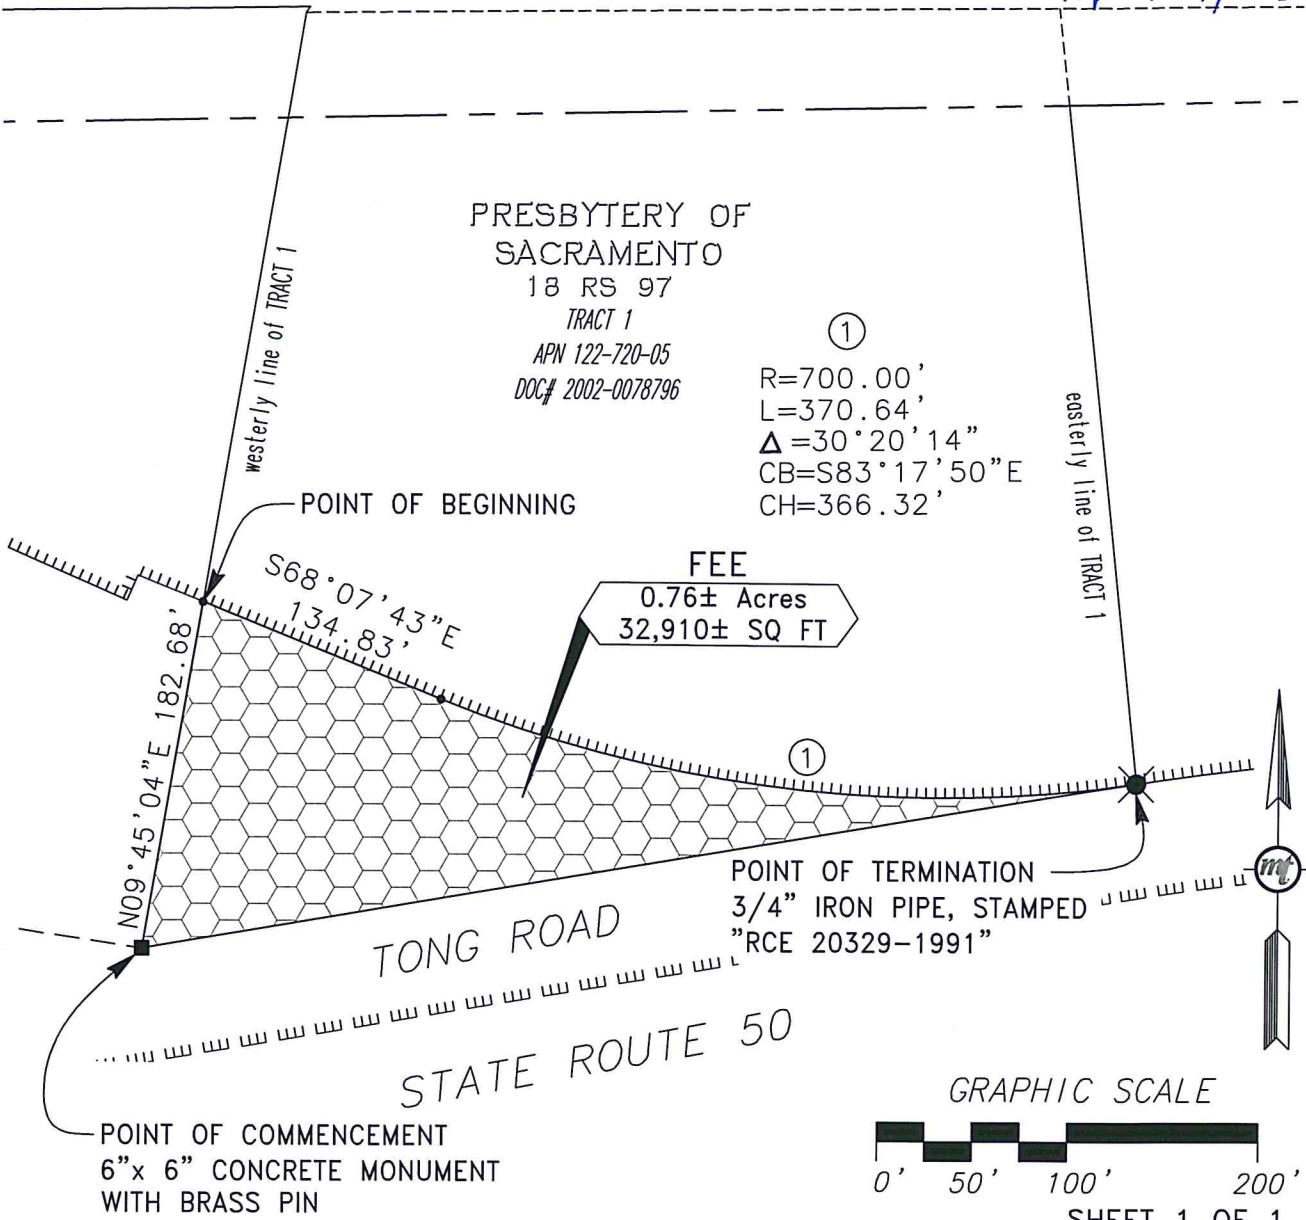 PRESBYTERY OF
SACRAMENTO
18 RS 97
TRACT 1
APN 122-720-05
DOC# 2002-0078796
westerly line of TRACT 1
1
R=700.00'
L=370.64'
Δ=30°20'14"
CB=S83°17'50"E
CH=366.32'
easterly line of TRACT 1
POINT OF BEGINNING
S68°07'43"E
134.83'
FEE
0.76± Acres
32,910± SQ FT
N09°45'04"E 182.68'
1
POINT OF TERMINATION
3/4" IRON PIPE, STAMPED
"RCE 20329-1991"
mt
TONG ROAD
STATE ROUTE 50
POINT OF COMMENCEMENT
6"x 6" CONCRETE MONUMENT
WITH BRASS PIN
GRAPHIC SCALE
0' 50' 100' 200'
SHEET 1 OF 1